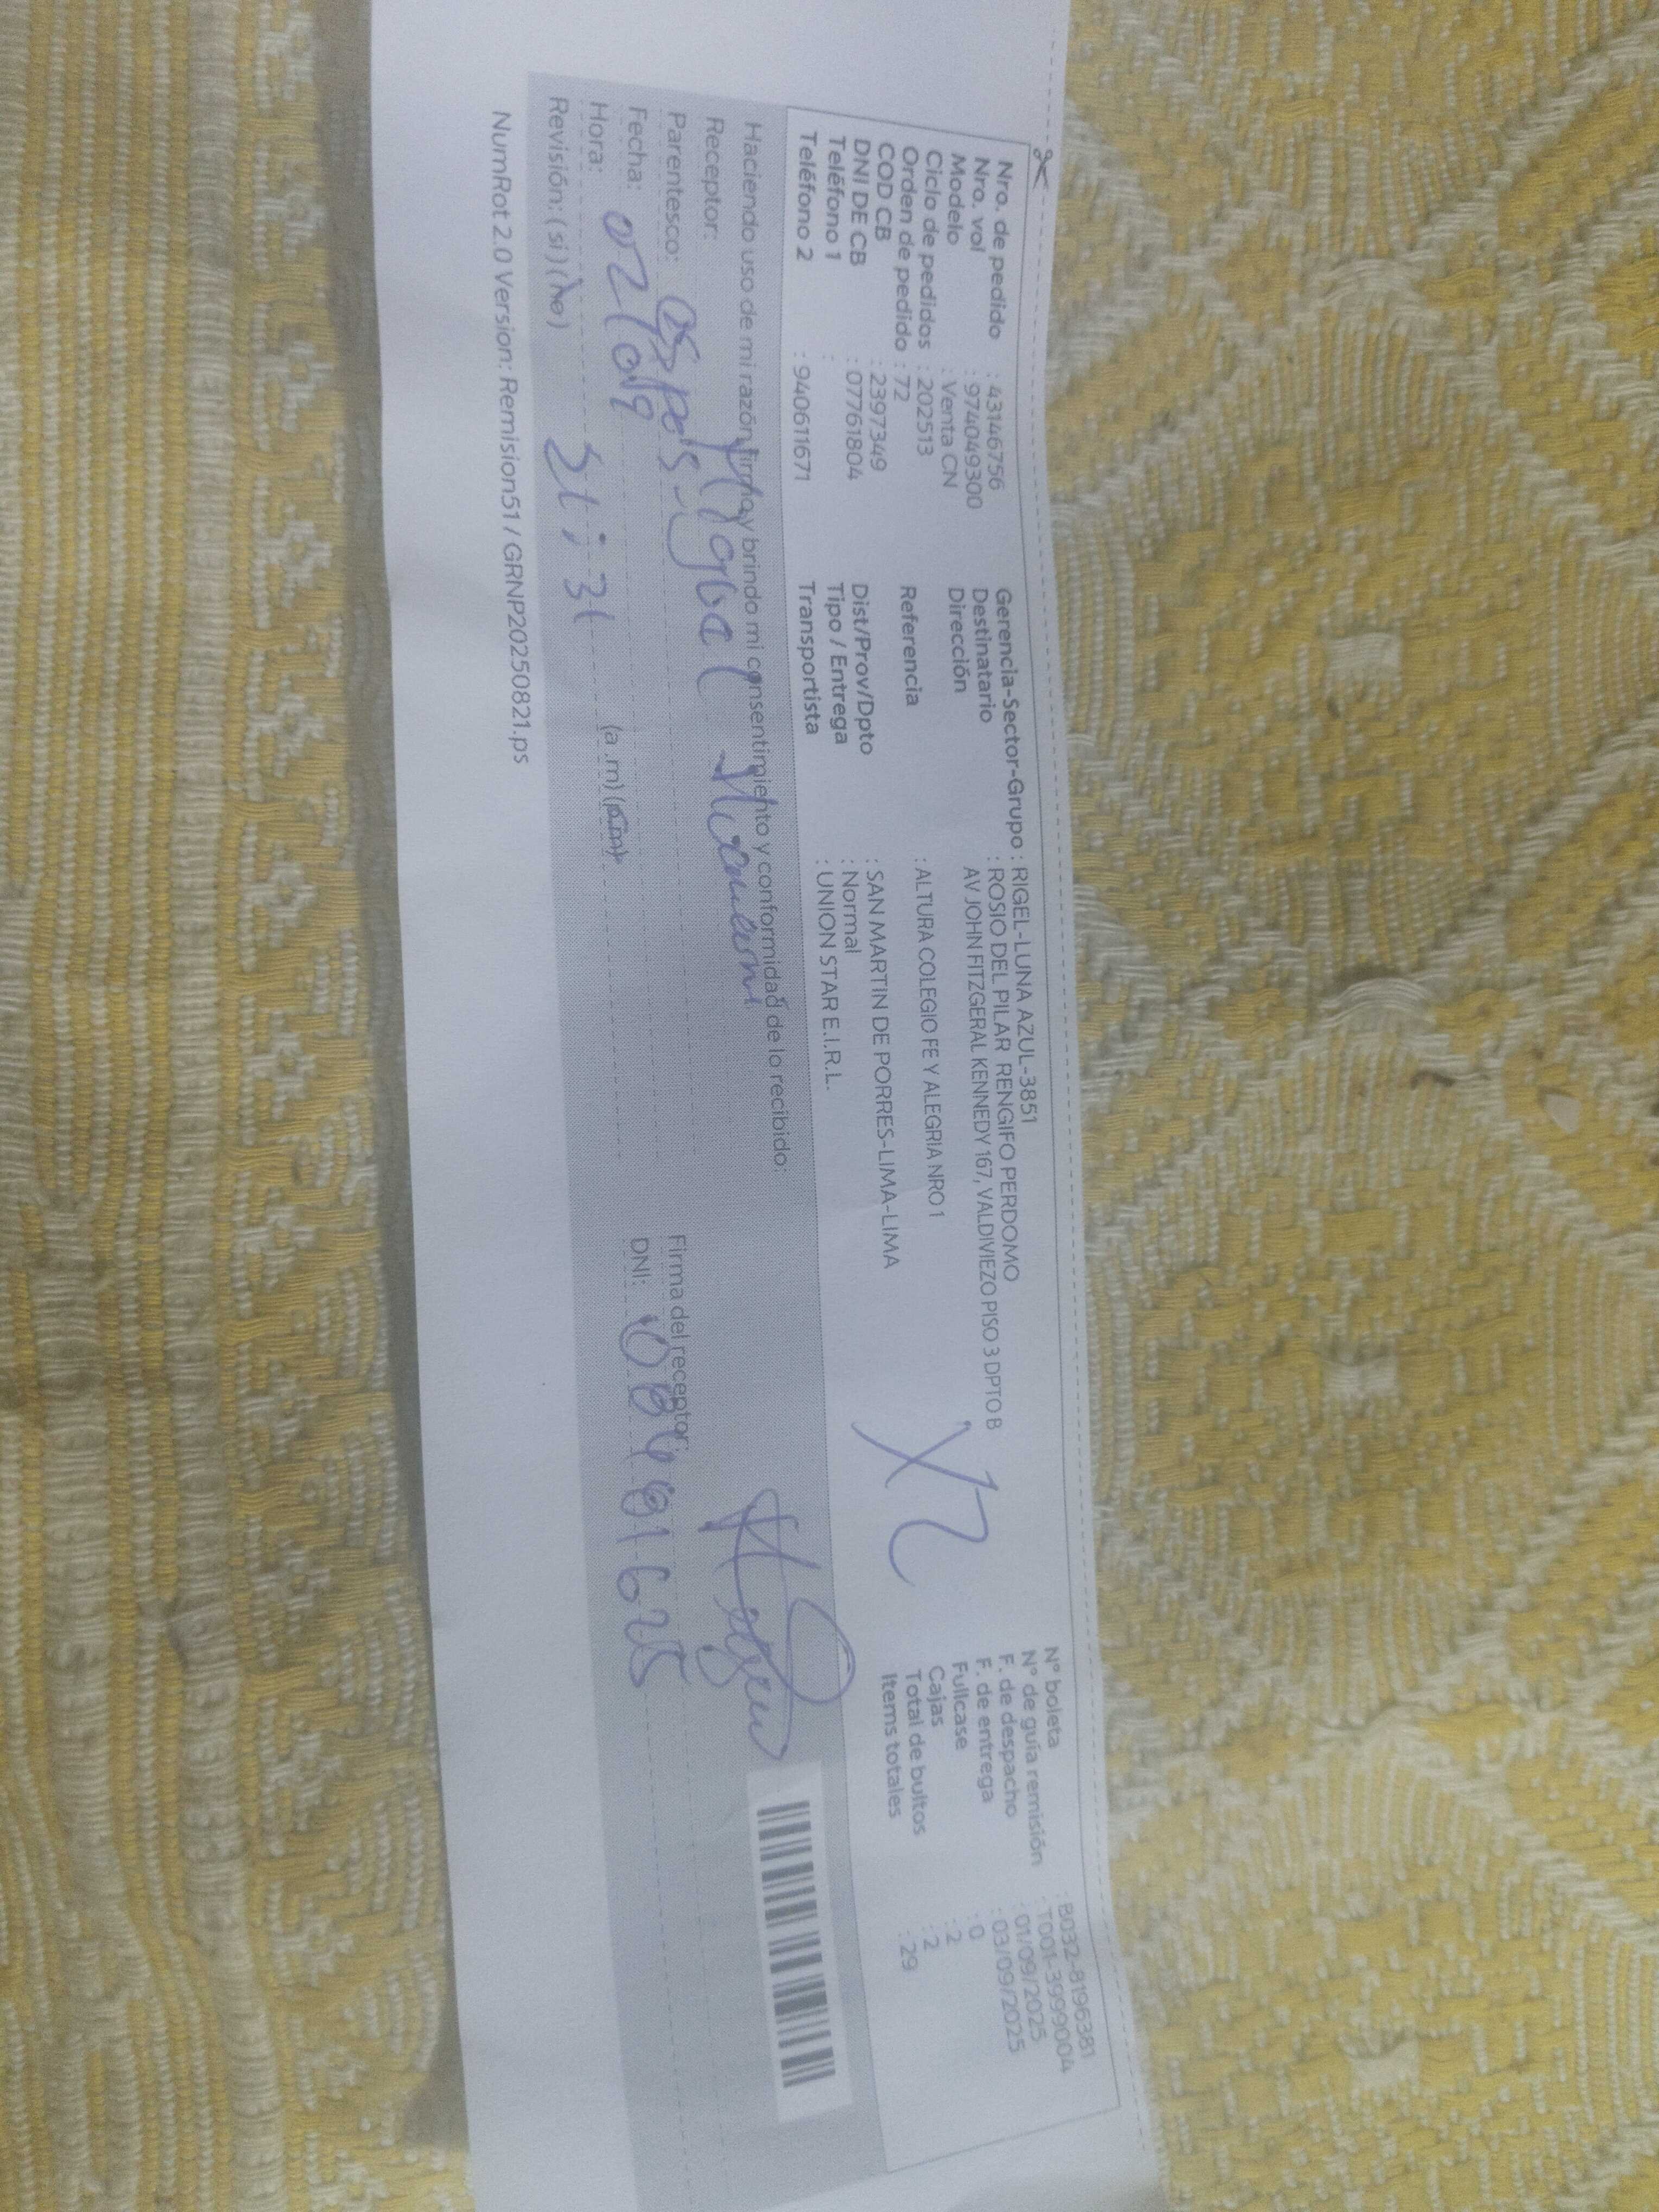 Nro. de pedido : 43146756
Nro. vol : 974049300
Modelo : Venta CN
Ciclo de pedidos : 202513
Orden de pedido : 72
COD CB : 2397349
DNI DE CB : 07761804
Teléfono 1 :
Teléfono 2 : 940611671
Gerencia-Sector-Grupo : RIGEL-LUNA AZUL-3851
Destinatario : ROSIO DEL PILAR RENGIFO PERDOMO
Dirección AV JOHN FITZGERAL KENNEDY 167, VALDIVIEZO PISO 3 DPTO B
Referencia : ALTURA COLEGIO FE Y ALEGRIA NRO 1
Dist/Prov/Dpto : SAN MARTIN DE PORRES-LIMA-LIMA
Tipo / Entrega : Normal
Transportista : UNION STAR E.I.R.L.
N° boleta : B032-8196381
N° de guía remisión : T001-3999004
F. de despacho : 01/09/2025
F. de entrega : 03/09/2025
Fullcase : 0
Cajas : 2
Total de bultos : 2
Items totales : 29
Haciendo uso de mi razón, firmo y brindo mi consentimiento y conformidad de lo recibido:
Receptor:
Parentesco:
Fecha: 02/09
Hora: (a .m) (p.m)
Revisión: ( si ) ( no )
Firma del receptor:
DNI:
NumRot 2.0 Version: Remision51 / GRNP20250821.ps